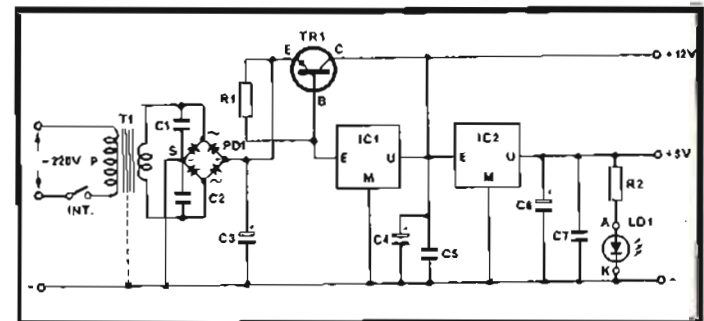 TR1
E
C
+12V
R1
B
T1
C1
~220V
P
S
PD1
~
~
C2
INT.
E
IC1
U
M
E
IC2
U
M
+5V
R2
C6
C7
A
LD1
K
C3
C4
C5
-
-